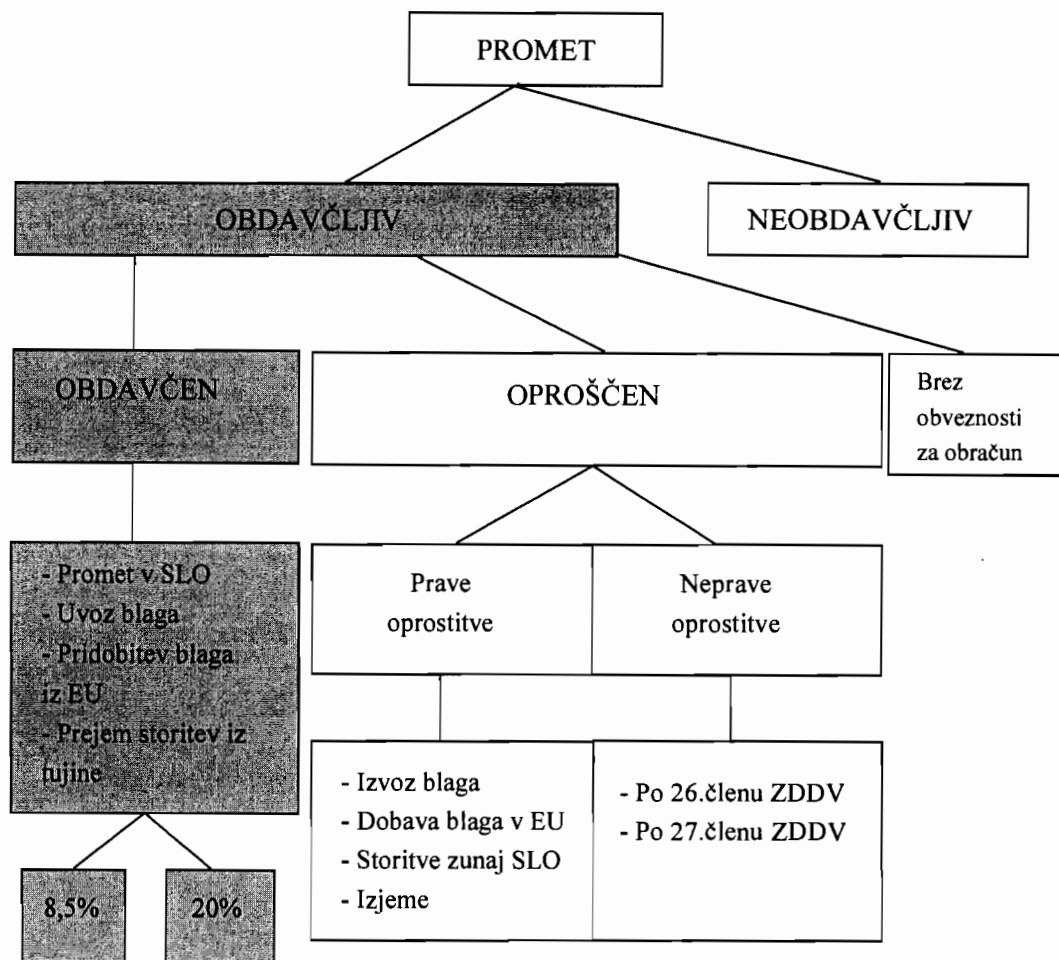 PROMET
OBDAVČLJIV
NEOBDAVČLJIV
OBDAVČEN
OPROŠČEN
Brez
obveznosti
za obračun
- Promet v SLO
- Uvoz blaga
- Pridobitev blaga
iz EU
- Prejem storitev iz
tujine
Prave
oprostitve
Neprave
oprostitve
- Izvoz blaga
- Dobava blaga v EU
- Storitve zunaj SLO
- Izjeme
- Po 26.členu ZDDV
- Po 27.členu ZDDV
8,5%
20%